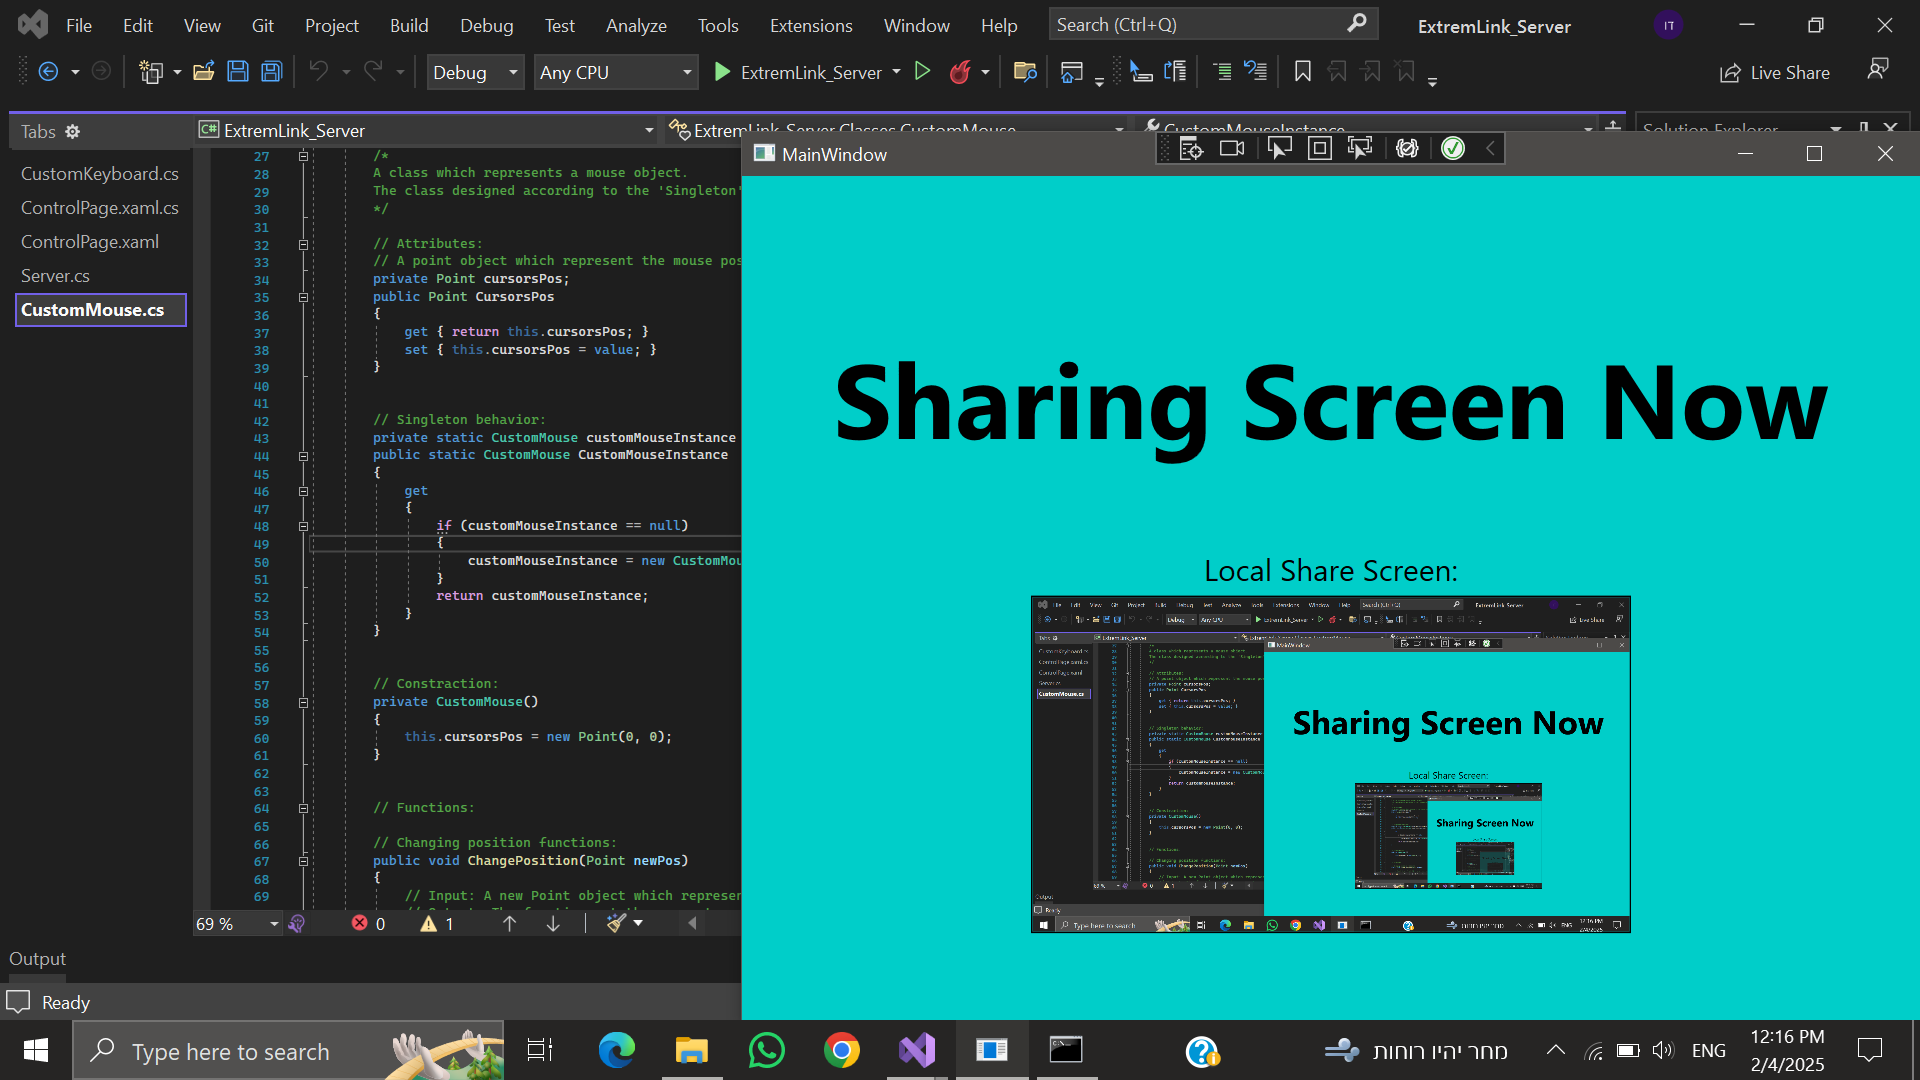 File Edit View Git Project Build Debug Test Analyze Tools Extensions Window Help Search (Ctrl+Q) ExtremLink_Server IT
Debug Any CPU ExtremLink_Server Live Share
Tabs
CustomKeyboard.cs
ControlPage.xaml.cs
ControlPage.xaml
Server.cs
CustomMouse.cs
C# ExtremLink_Server ExtremLink_Server.Classes.CustomMouse CustomMouseInstance Solution Explorer
27 /*
28 A class which represents a mouse object.
29 The class designed according to the 'Singleton'
30 */
31
32 // Attributes:
33 // A point object which represent the mouse pos
34 private Point cursorsPos;
35 public Point CursorsPos
36 {
37 get { return this.cursorsPos; }
38 set { this.cursorsPos = value; }
39 }
40
41
42 // Singleton behavior:
43 private static CustomMouse customMouseInstance
44 public static CustomMouse CustomMouseInstance
45 {
46 get
47 {
48 if (customMouseInstance == null)
49 {
50 customMouseInstance = new CustomMou
51 }
52 return customMouseInstance;
53 }
54 }
55
56
57 // Constraction:
58 private CustomMouse()
59 {
60 this.cursorsPos = new Point(0, 0);
61 }
62
63
64 // Functions:
65
66 // Changing position functions:
67 public void ChangePosition(Point newPos)
68 {
69 // Input: A new Point object which represen
69 % 0 1
Output
Ready
MainWindow
Sharing Screen Now
Local Share Screen:
Sharing Screen Now
Local Share Screen:
Sharing Screen Now
Type here to search
מחר יהיו רוחות
ENG
12:16 PM
2/4/2025